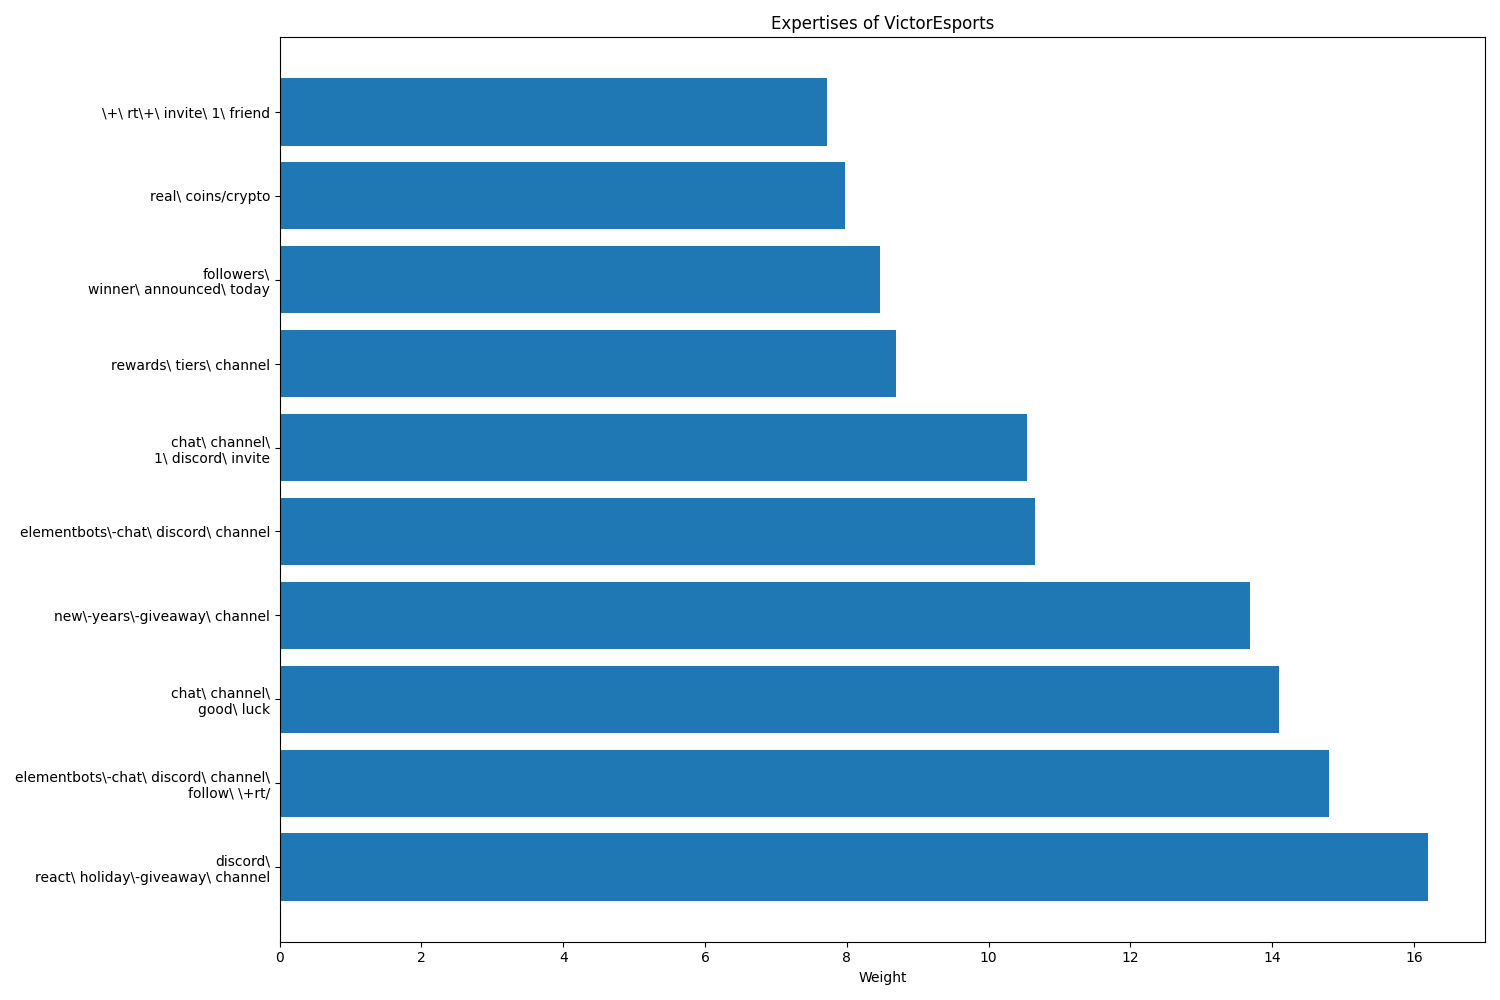 Expertises of VictorEsports
\+\ rt\+\ invite\ 1\ friend
real\ coins/crypto
followers\
winner\ announced\ today
rewards\ tiers\ channel
chat\ channel\
1\ discord\ invite
elementbots\-chat\ discord\ channel
new\-years\-giveaway\ channel
chat\ channel\
good\ luck
elementbots\-chat\ discord\ channel\
follow\ \+rt/
discord\
react\ holiday\-giveaway\ channel
0 2 4 6 8 10 12 14 16
Weight